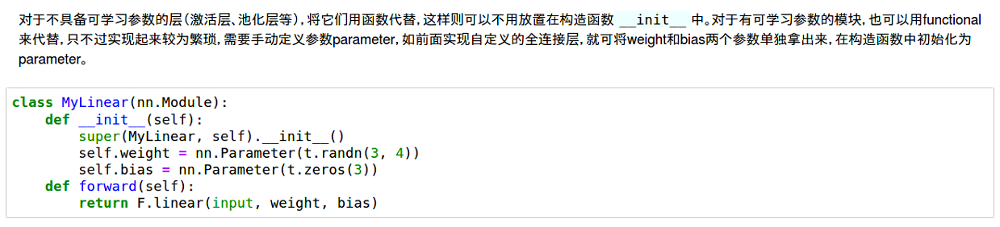 对于不具备可学习参数的层(激活层、池化层等),将它们用函数代替,这样则可以不用放置在构造函数 __init__ 中。对于有可学习参数的模块,也可以用functional
来代替,只不过实现起来较为繁琐,需要手动定义参数parameter,如前面实现自定义的全连接层,就可将weight和bias两个参数单独拿出来,在构造函数中初始化为
parameter。
class MyLinear(nn.Module):
    def __init__(self):
        super(MyLinear, self).__init__()
        self.weight = nn.Parameter(t.randn(3, 4))
        self.bias = nn.Parameter(t.zeros(3))
    def forward(self):
        return F.linear(input, weight, bias)